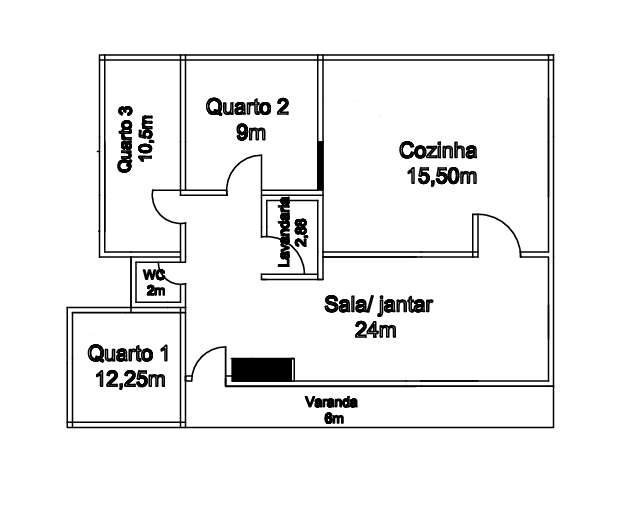 Quarto 3
10,5m
Quarto 2
9m
Cozinha
15,50m
Lavandaria
2,88
WC
2m
Sala/ jantar
24m
Quarto 1
12,25m
Varanda
6m